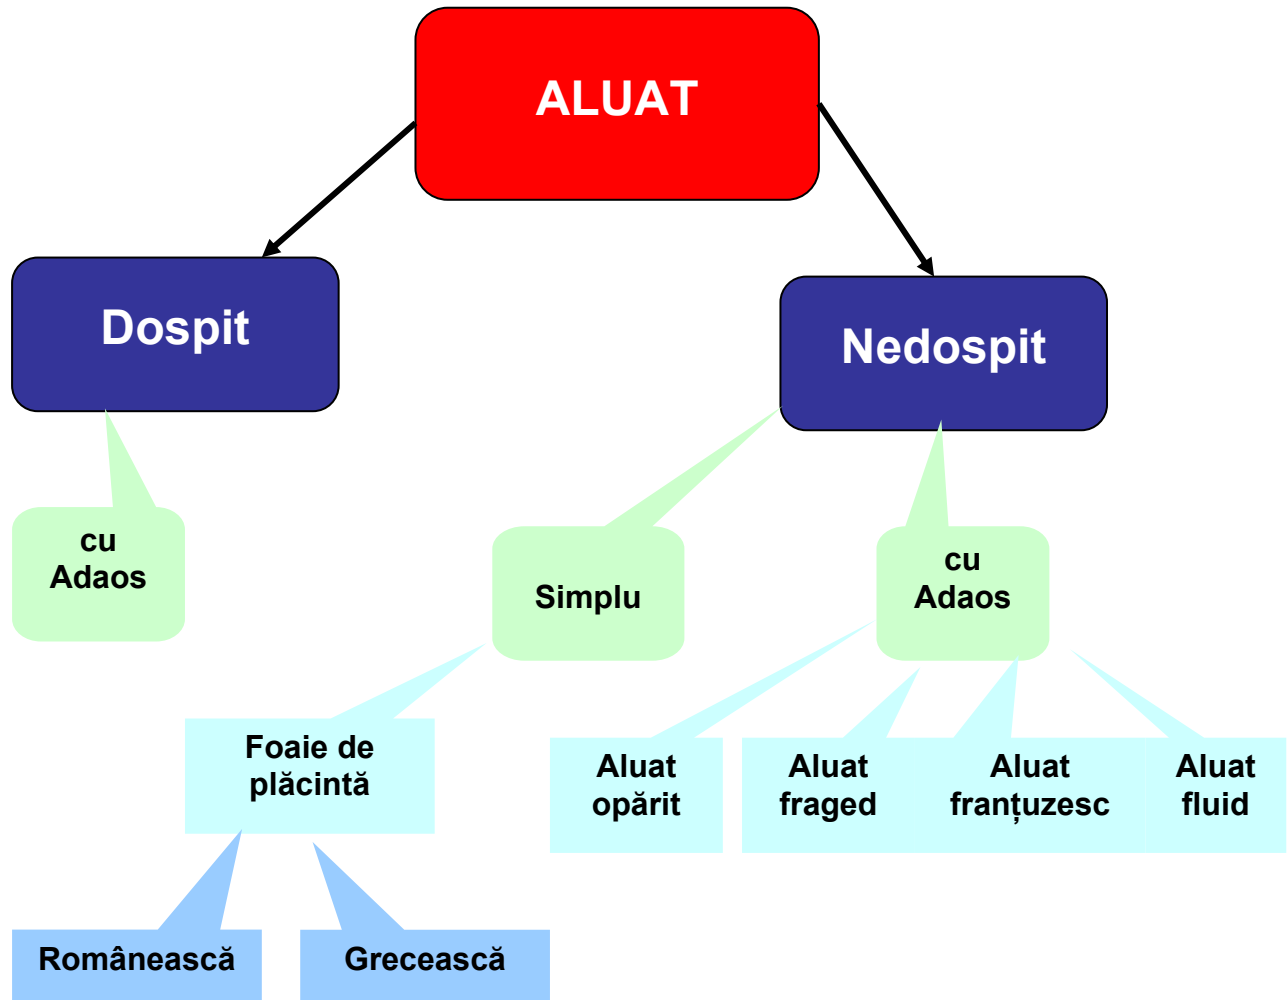 ALUAT
Dospit
Nedospit
cu
Adaos
Simplu
cu
Adaos
Foaie de
plăcintă
Aluat
opărit
Aluat
fraged
Aluat
franțuzesc
Aluat
fluid
Românească
Grecească